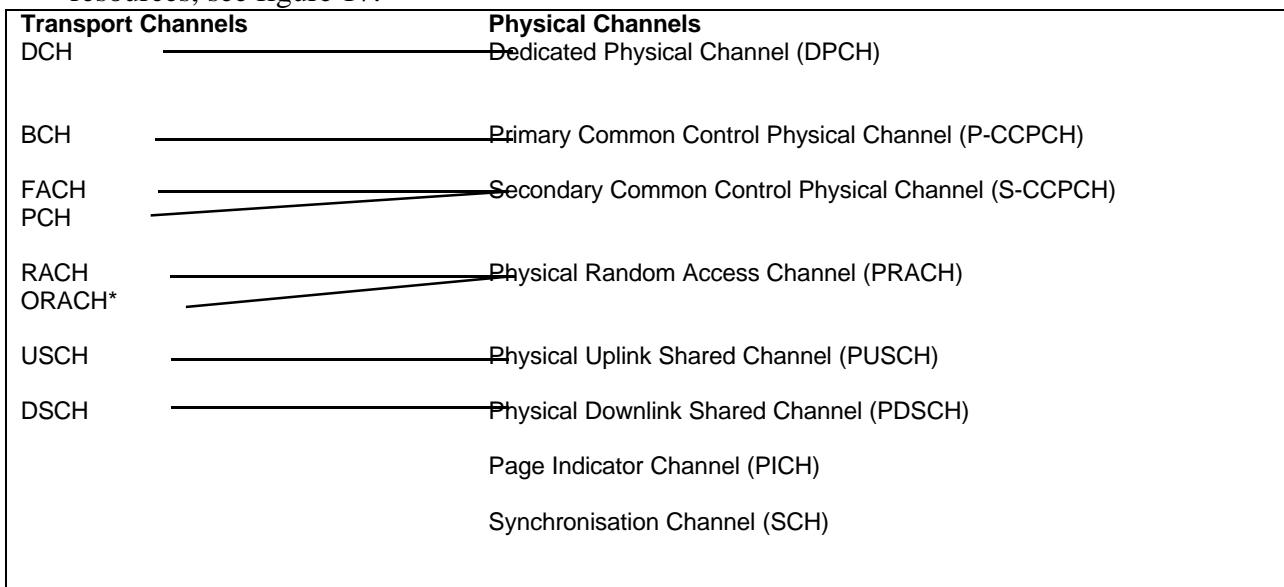 resources, see figure 17.
Transport Channels Physical Channels
DCH Dedicated Physical Channel (DPCH)
BCH Primary Common Control Physical Channel (P-CCPCH)
FACH Secondary Common Control Physical Channel (S-CCPCH)
PCH
RACH Physical Random Access Channel (PRACH)
ORACH*
USCH Physical Uplink Shared Channel (PUSCH)
DSCH Physical Downlink Shared Channel (PDSCH)
Page Indicator Channel (PICH)
Synchronisation Channel (SCH)